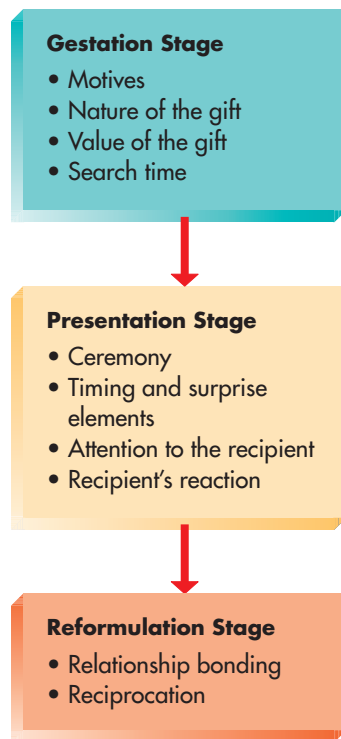 Gestation Stage
• Motives
• Nature of the gift
• Value of the gift
• Search time
Presentation Stage
• Ceremony
• Timing and surprise
elements
• Attention to the recipient
• Recipient's reaction
Reformulation Stage
• Relationship bonding
• Reciprocation